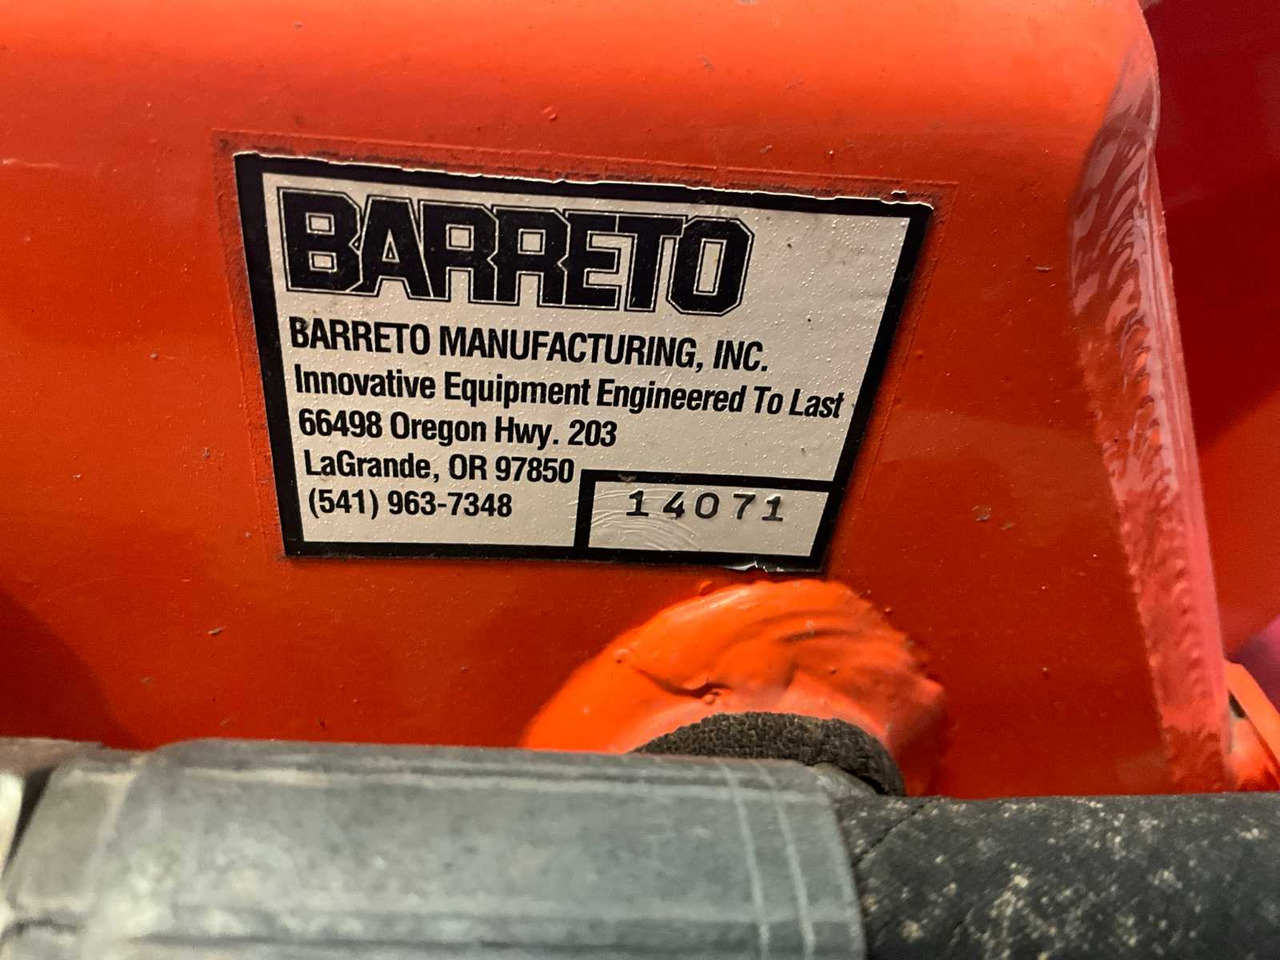 BARRETO
BARRETO MANUFACTURING, INC.
Innovative Equipment Engineered To Last
66498 Oregon Hwy. 203
LaGrande, OR 97850
(541) 963-7348
14071